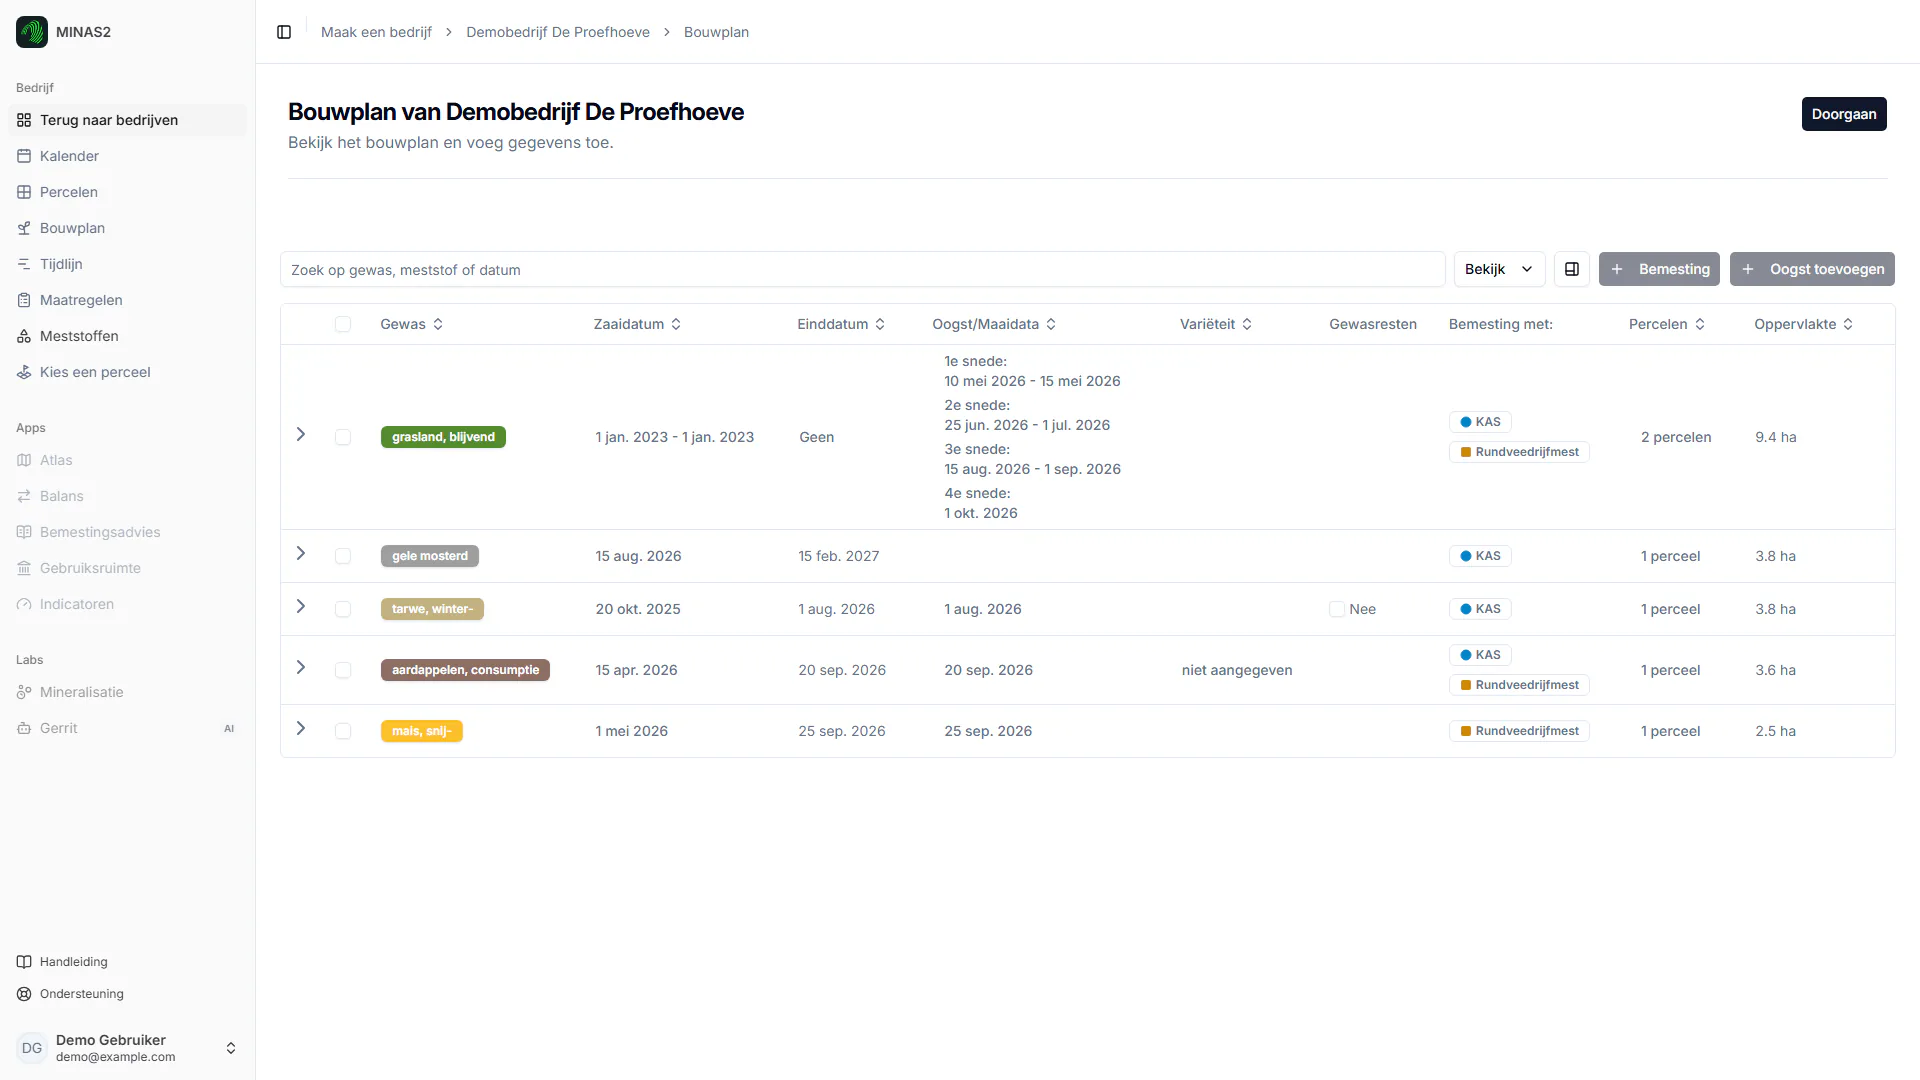 MINAS2
Bedrijf
Terug naar bedrijven
Kalender
Percelen
Bouwplan
Tijdlijn
Maatregelen
Meststoffen
Kies een perceel
Apps
Atlas
Balans
Bemestingsadvies
Gebruiksruimte
Indicatoren
Labs
Mineralisatie
Gerrit AI
Handleiding
Ondersteuning
DG Demo Gebruiker
demo@example.com
Maak een bedrijf > Demobedrijf De Proefhoeve > Bouwplan
Bouwplan van Demobedrijf De Proefhoeve
Bekijk het bouwplan en voeg gegevens toe.
Doorgaan
Zoek op gewas, meststof of datum
Bekijk
+ Bemesting
+ Oogst toevoegen
Gewas Zaaidatum Einddatum Oogst/Maaidata Variëteit Gewasresten Bemesting met: Percelen Oppervlakte
grasland, blijvend
1 jan. 2023 - 1 jan. 2023
Geen
1e snede:
10 mei 2026 - 15 mei 2026
2e snede:
25 jun. 2026 - 1 jul. 2026
3e snede:
15 aug. 2026 - 1 sep. 2026
4e snede:
1 okt. 2026
KAS
Rundveedrijfmest
2 percelen
9.4 ha
gele mosterd 15 aug. 2026 15 feb. 2027 KAS 1 perceel 3.8 ha
tarwe, winter- 20 okt. 2025 1 aug. 2026 1 aug. 2026 Nee KAS 1 perceel 3.8 ha
aardappelen, consumptie 15 apr. 2026 20 sep. 2026 20 sep. 2026 niet aangegeven
KAS
Rundveedrijfmest
1 perceel 3.6 ha
mais, snij- 1 mei 2026 25 sep. 2026 25 sep. 2026 Rundveedrijfmest 1 perceel 2.5 ha